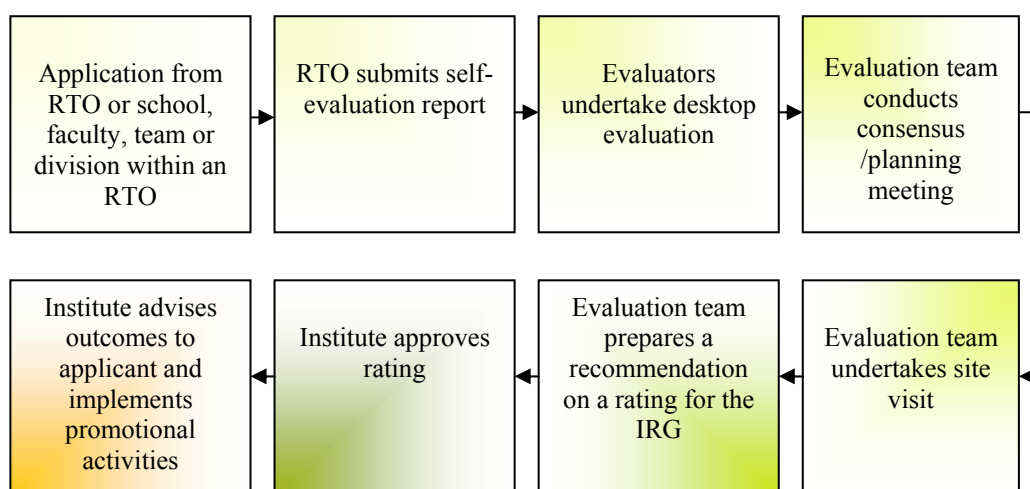 Application from
RTO or school,
faculty, team or
division within an
RTO
RTO submits self-
evaluation report
Evaluators
undertake desktop
evaluation
Evaluation team
conducts
consensus
/planning
meeting
Evaluation team
undertakes site
visit
Evaluation team
prepares a
recommendation
on a rating for the
IRG
Institute approves
rating
Institute advises
outcomes to
applicant and
implements
promotional
activities